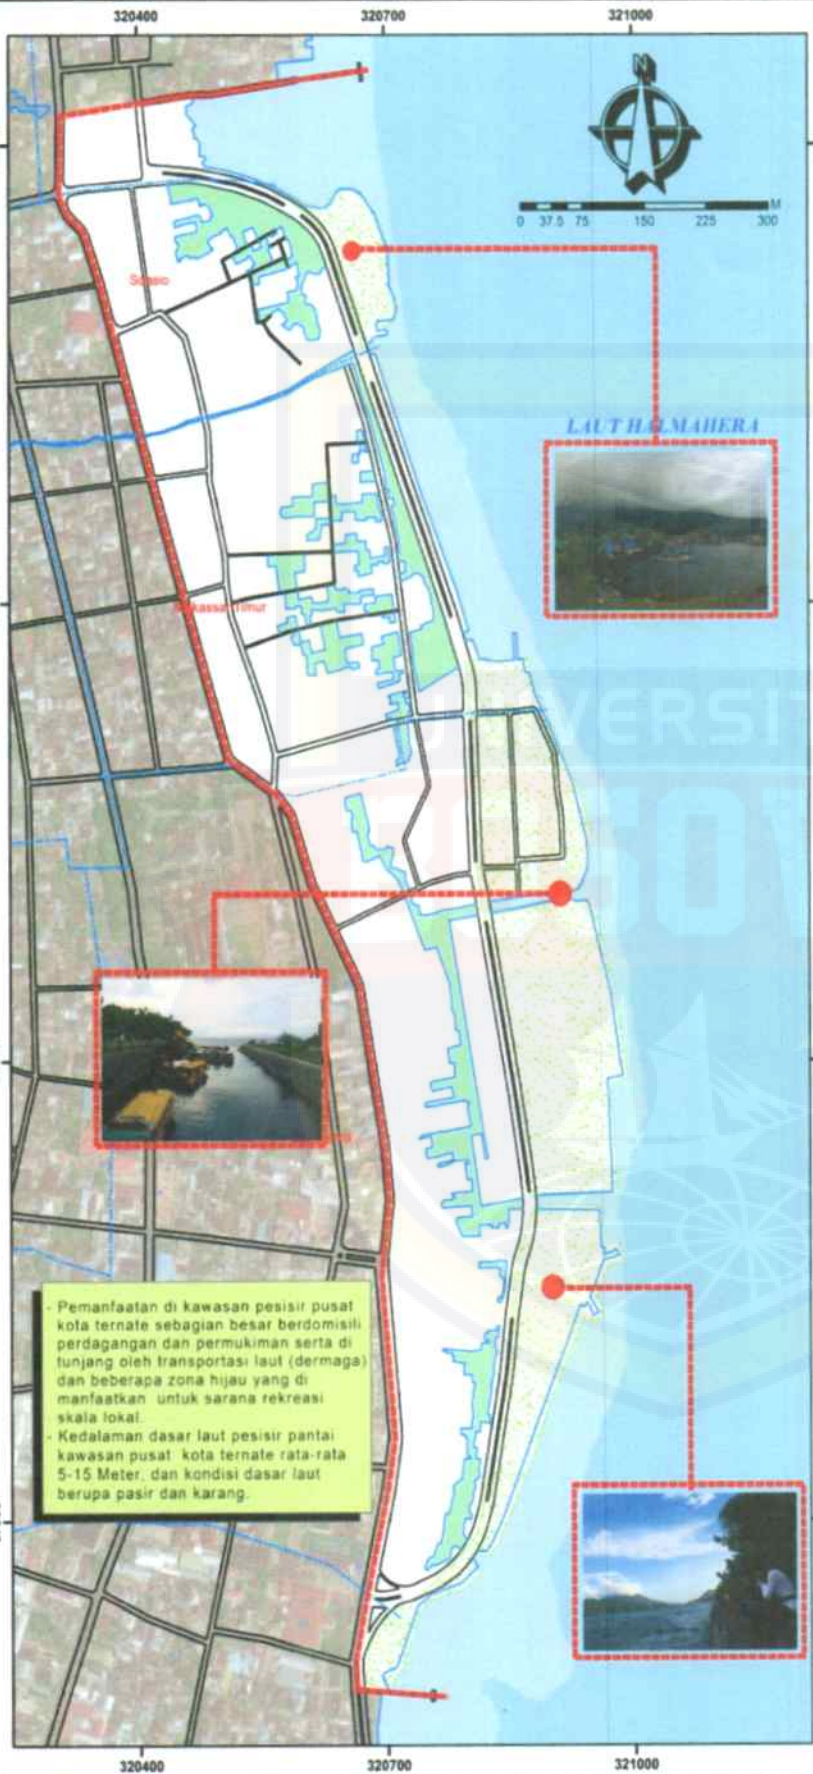 320400 320700 321000
N
M
0 37.5 75 150 225 300
LAUT HALMAHERA
Timur
UNIVERSIT
BOSOW
- Pemanfaatan di kawasan pesisir pusat
kota ternate sebagian besar berdomisili
perdagangan dan permukiman serta di
tunjang oleh transportasi laut (dermaga)
dan beberapa zona hijau yang di
manfaatkan untuk sarana rekreasi
skala lokal.
- Kedalaman dasar laut pesisir pantai
kawasan pusat kota ternate rata-rata
5-15 Meter, dan kondisi dasar laut
berupa pasir dan karang.
320400 320700 321000